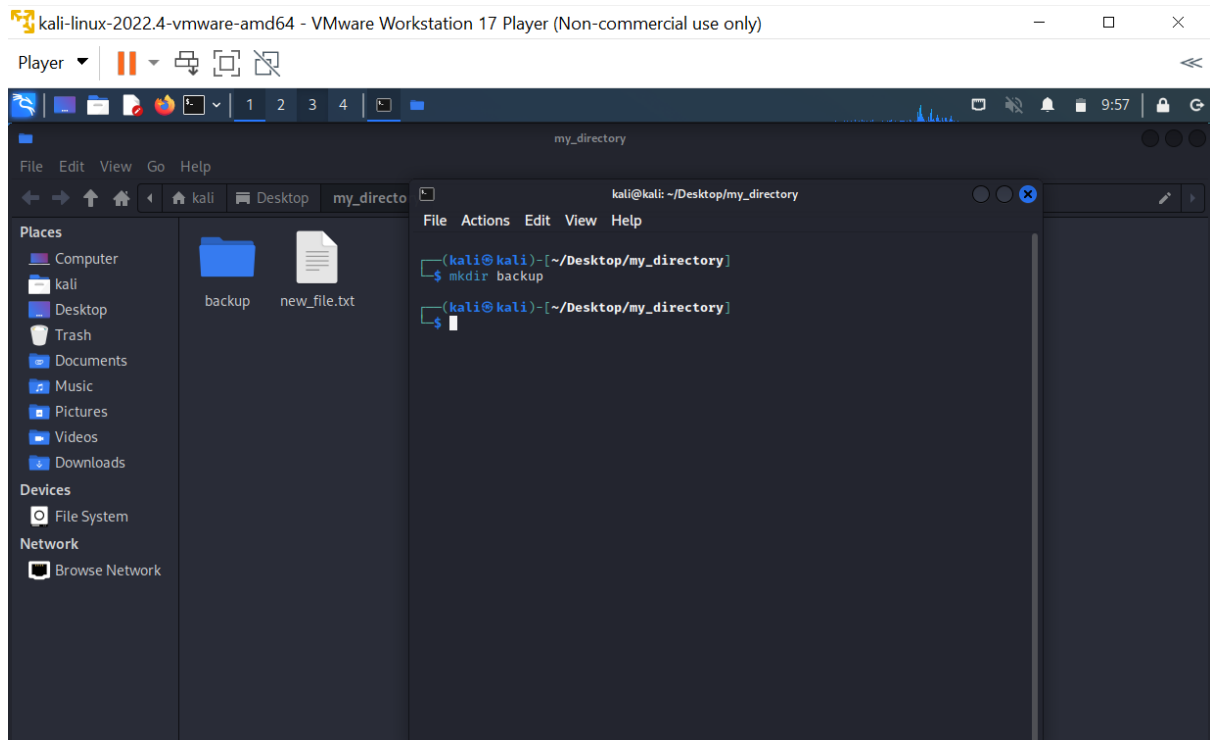 kali-linux-2022.4-vmware-amd64 - VMware Workstation 17 Player (Non-commercial use only)
Player
1 2 3 4 9:57
my_directory
File Edit View Go Help
kali Desktop my_directo
Places
Computer
kali
Desktop
Trash
Documents
Music
Pictures
Videos
Downloads
Devices
File System
Network
Browse Network
backup new_file.txt
kali@kali: ~/Desktop/my_directory
File Actions Edit View Help
┌──(kali㉿kali)-[~/Desktop/my_directory]
└─$ mkdir backup
┌──(kali㉿kali)-[~/Desktop/my_directory]
└─$